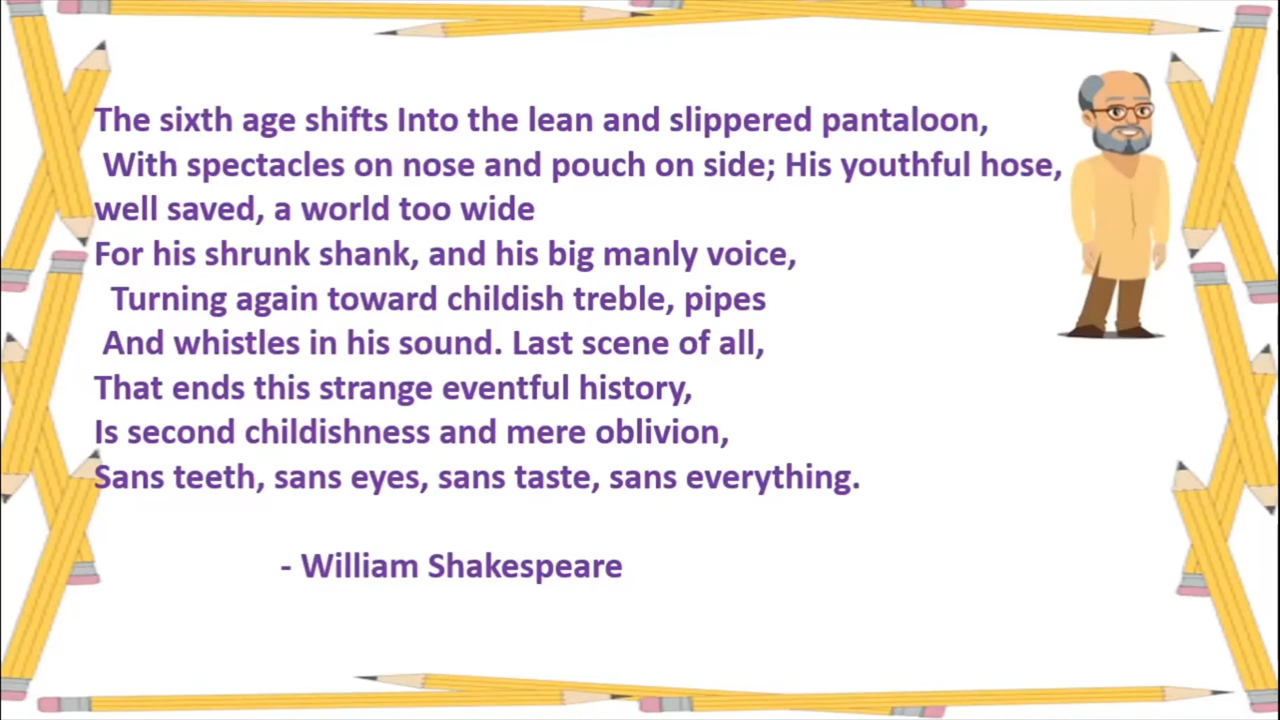 The sixth age shifts Into the lean and slippered pantaloon,
With spectacles on nose and pouch on side; His youthful hose,
well saved, a world too wide
For his shrunk shank, and his big manly voice,
Turning again toward childish treble, pipes
And whistles in his sound. Last scene of all,
That ends this strange eventful history,
Is second childishness and mere oblivion,
Sans teeth, sans eyes, sans taste, sans everything.
- William Shakespeare